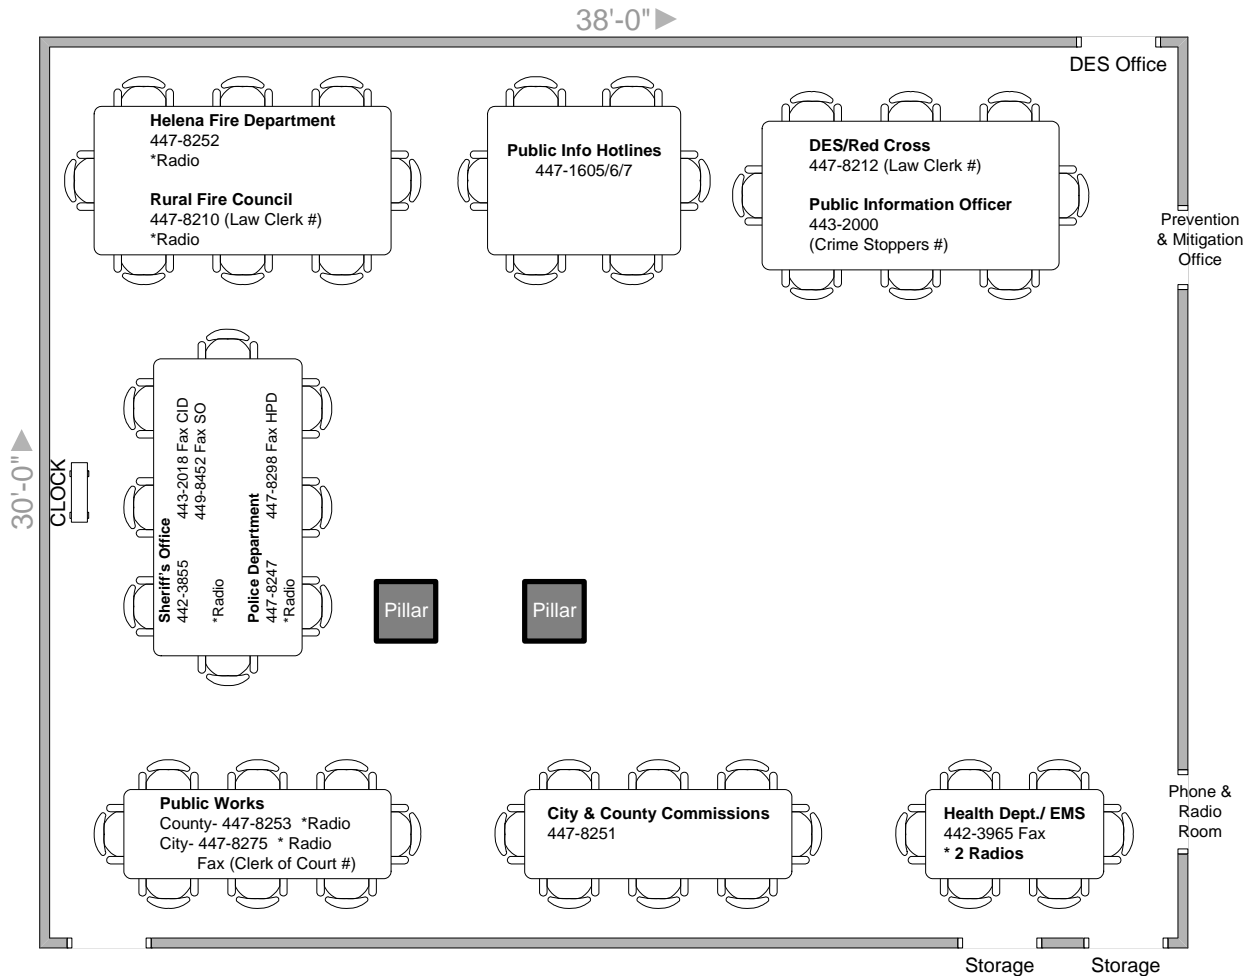 38'-0"
DES Office
Helena Fire Department
447-8252
*Radio
Rural Fire Council
447-8210 (Law Clerk #)
*Radio
Public Info Hotlines
447-1605/6/7
DES/Red Cross
447-8212 (Law Clerk #)
Public Information Officer
443-2000
(Crime Stoppers #)
Prevention
& Mitigation
Office
30'-0"
CLOCK
Sheriff's Office
442-3855 443-2018 Fax CID
449-8452 Fax SO
*Radio
Police Department
447-8247 447-8298 Fax HPD
*Radio
Pillar
Pillar
Public Works
County- 447-8253 *Radio
City- 447-8275 * Radio
Fax (Clerk of Court #)
City & County Commissions
447-8251
Health Dept./ EMS
442-3965 Fax
* 2 Radios
Phone &
Radio
Room
Storage
Storage